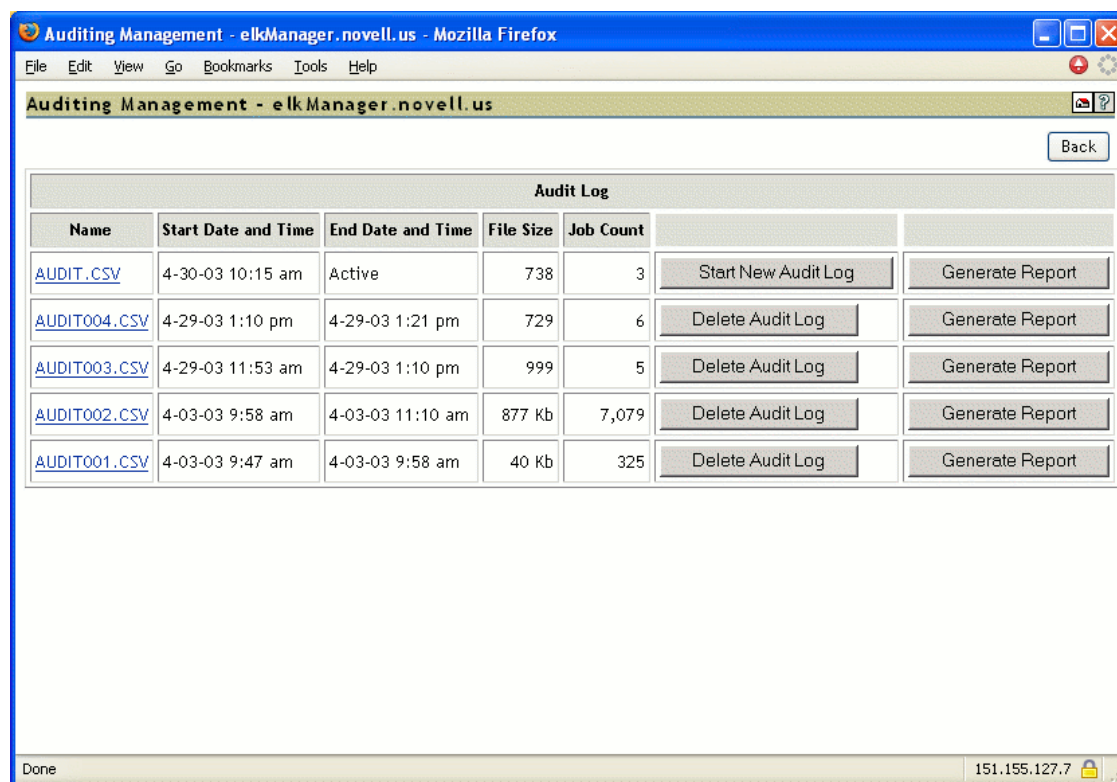 Auditing Management - elkManager.novell.us - Mozilla Firefox
File Edit View Go Bookmarks Tools Help
Auditing Management - elkManager.novell.us
Back
Audit Log
Name Start Date and Time End Date and Time File Size Job Count
AUDIT.CSV 4-30-03 10:15 am Active 738 3 Start New Audit Log Generate Report
AUDIT004.CSV 4-29-03 1:10 pm 4-29-03 1:21 pm 729 6 Delete Audit Log Generate Report
AUDIT003.CSV 4-29-03 11:53 am 4-29-03 1:10 pm 999 5 Delete Audit Log Generate Report
AUDIT002.CSV 4-03-03 9:58 am 4-03-03 11:10 am 877 Kb 7,079 Delete Audit Log Generate Report
AUDIT001.CSV 4-03-03 9:47 am 4-03-03 9:58 am 40 Kb 325 Delete Audit Log Generate Report
Done 151.155.127.7